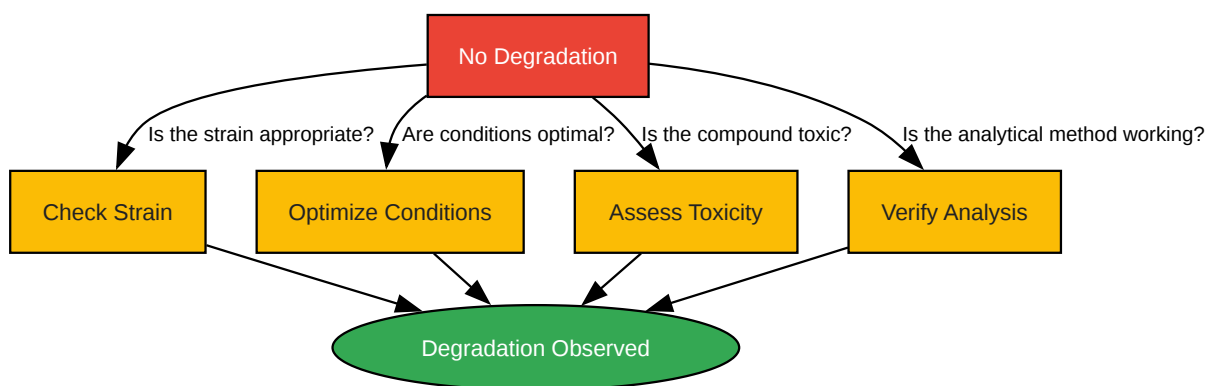 No Degradation
Is the strain appropriate?
Are conditions optimal?
Is the compound toxic?
Is the analytical method working?
Check Strain
Optimize Conditions
Assess Toxicity
Verify Analysis
Degradation Observed